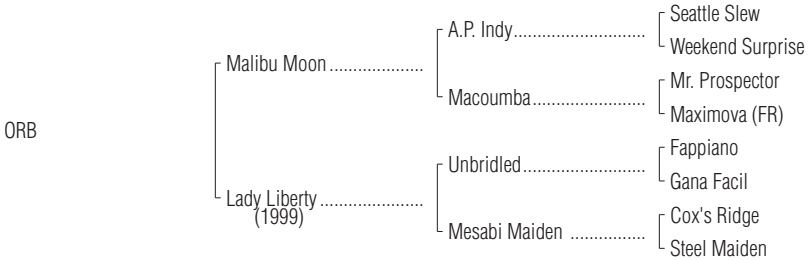 Seattle Slew
A.P. Indy............................
Weekend Surprise
Malibu Moon ....................
Mr. Prospector
Macoumba........................
Maximova (FR)
ORB
Fappiano
Unbridled..........................
Gana Facil
Lady Liberty ......................
(1999)
Cox's Ridge
Mesabi Maiden ................
Steel Maiden